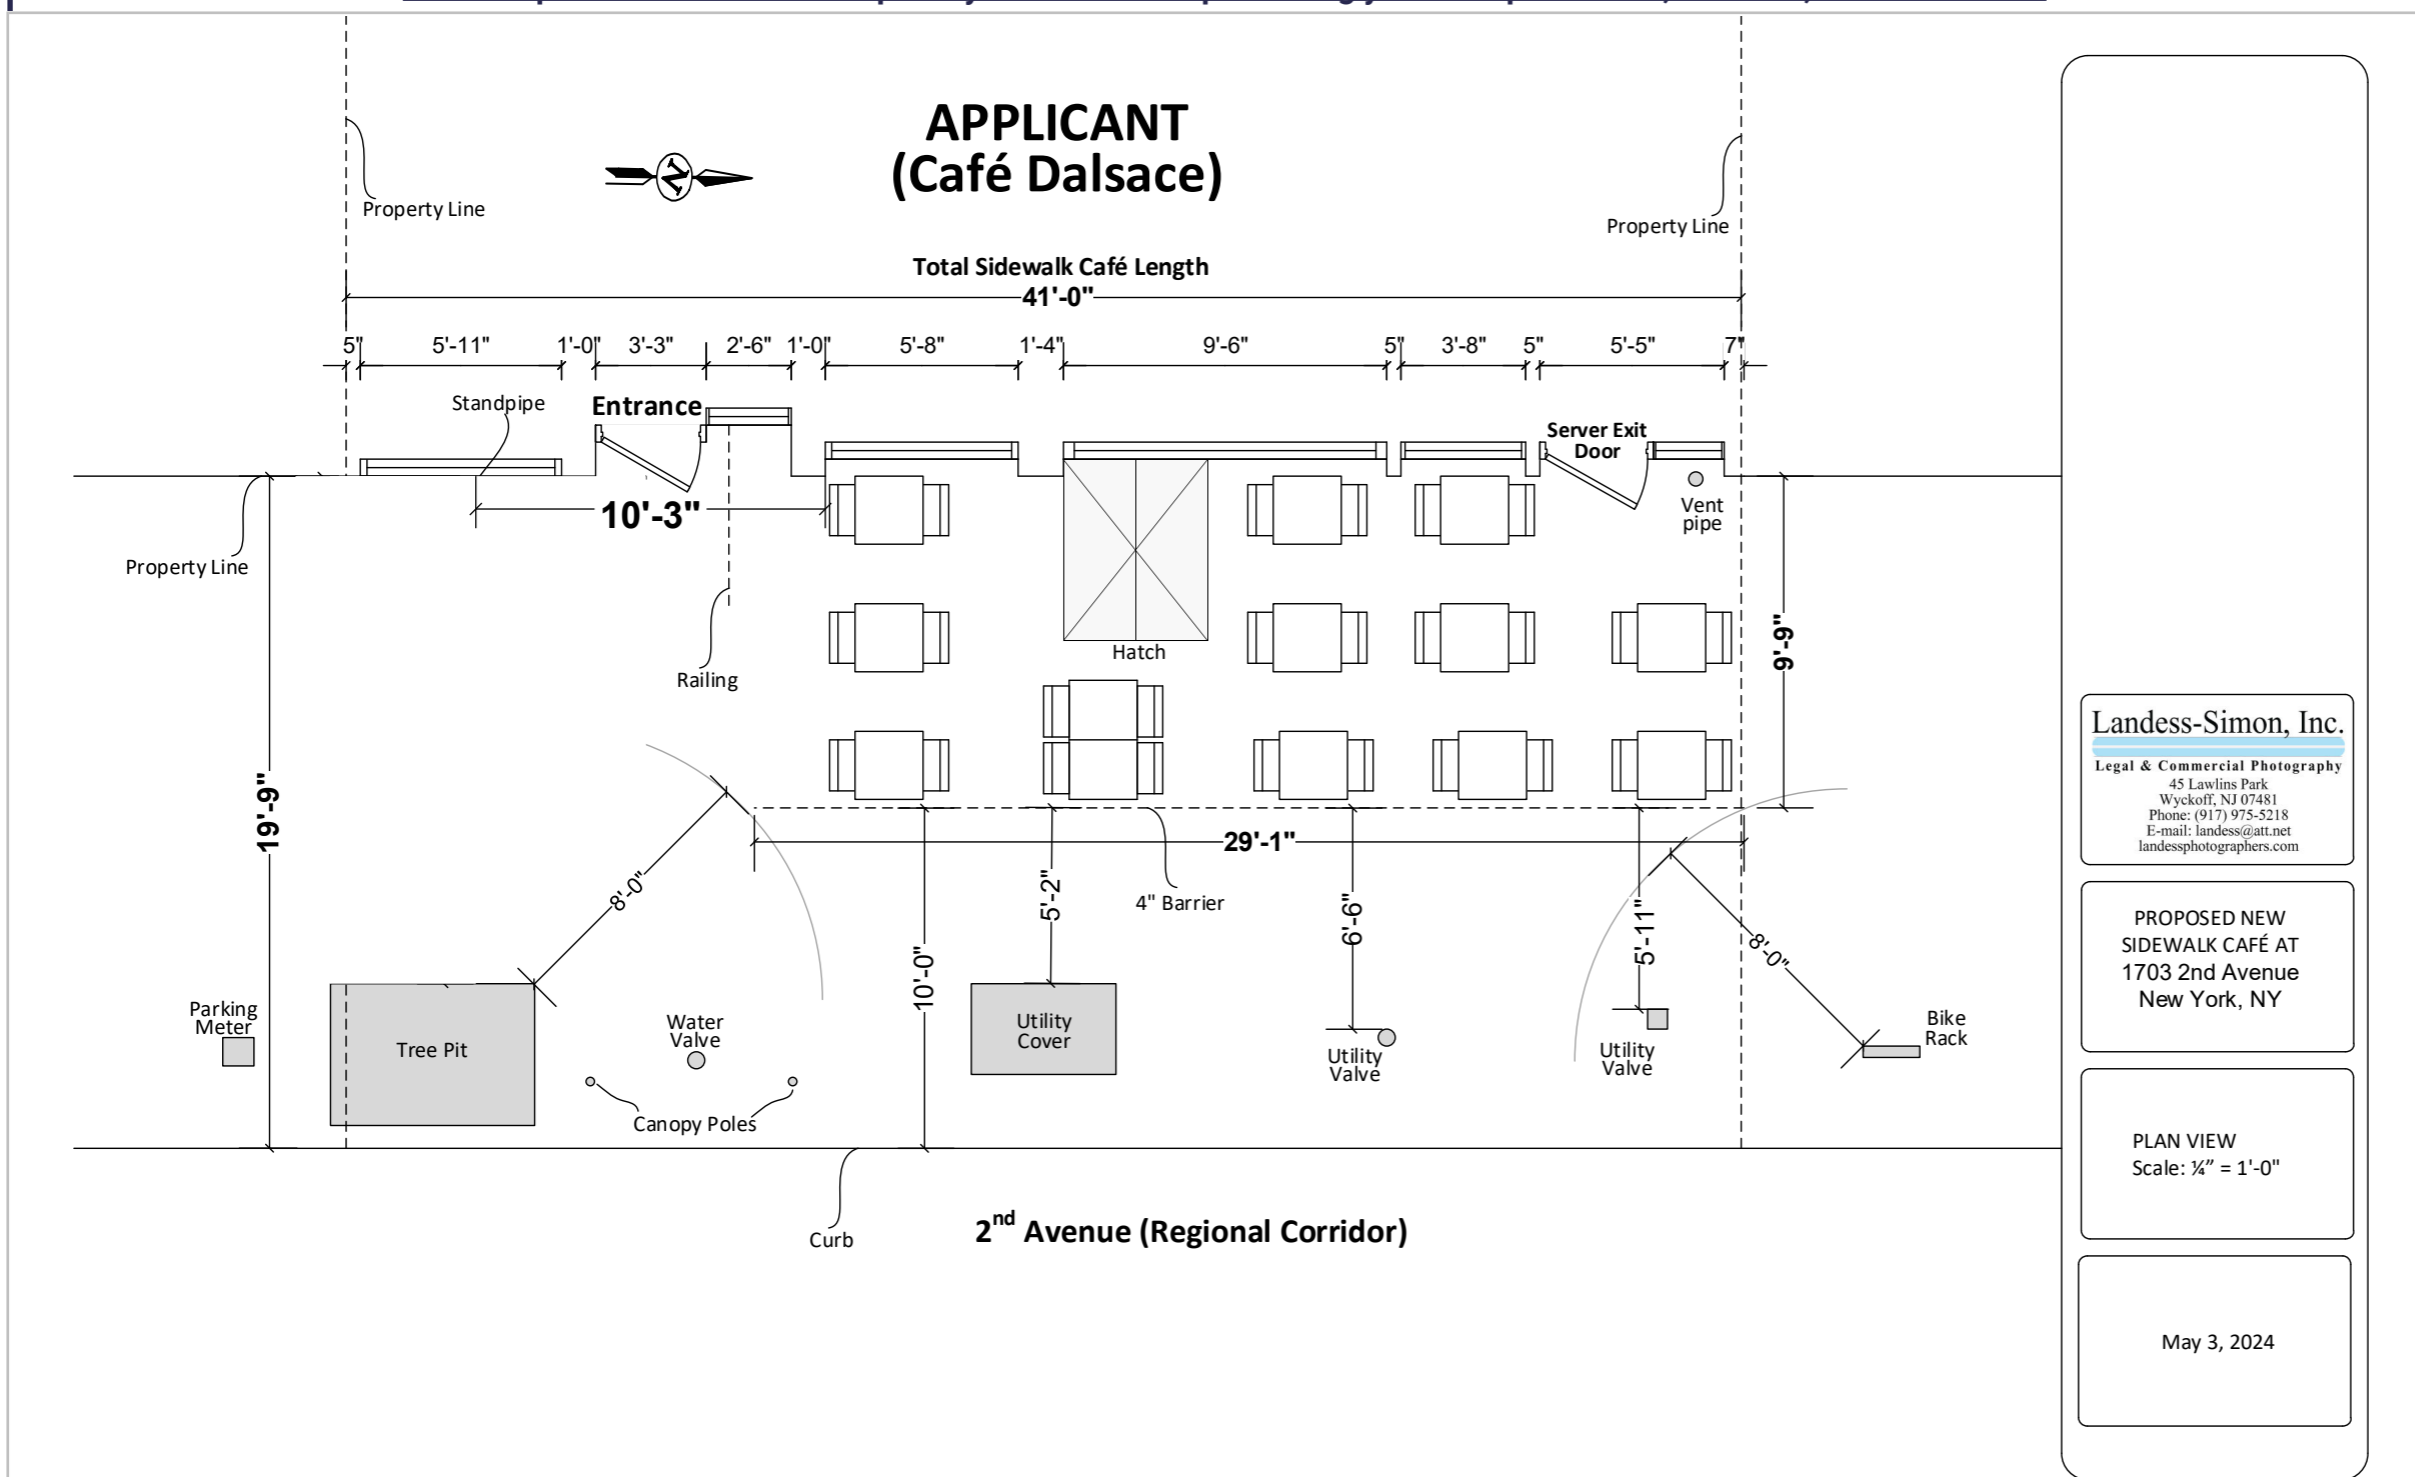 APPLICANT
(Café Dalsace)
N
Property Line
Property Line
Total Sidewalk Café Length
41'-0"
5" 5'-11" 1'-0" 3'-3" 2'-6" 1'-0" 5'-8" 1'-4" 9'-6" 5" 3'-8" 5" 5'-5" 7"
Standpipe
Entrance
Server Exit
Door
10'-3"
Vent
pipe
Property Line
Railing
Hatch
9'-9"
19'-9"
29'-1"
8'-0"
5'-2"
4" Barrier
6'-6"
5'-11"
8'-0"
10'-0"
Parking
Meter
Tree Pit
Water
Valve
Utility
Cover
Utility
Valve
Utility
Valve
Bike
Rack
Canopy Poles
Curb
2nd Avenue (Regional Corridor)
Landess-Simon, Inc.
Legal & Commercial Photography
45 Lawlins Park
Wyckoff, NJ 07481
Phone: (917) 975-5218
E-mail: landess@att.net
landessphotographers.com
PROPOSED NEW
SIDEWALK CAFÉ AT
1703 2nd Avenue
New York, NY
PLAN VIEW
Scale: ¼” = 1'-0"
May 3, 2024